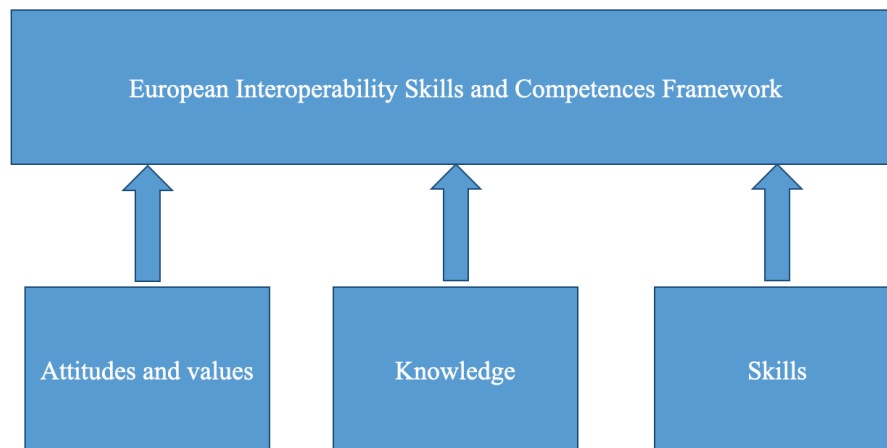 European Interoperability Skills and Competences Framework
Attitudes and values
Knowledge
Skills